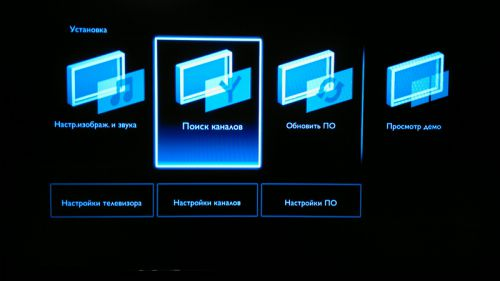 Установка
Настр.изображ. и звука
Поиск каналов
Обновить ПО
Просмотр демо
Настройки телевизора
Настройки каналов
Настройки ПО